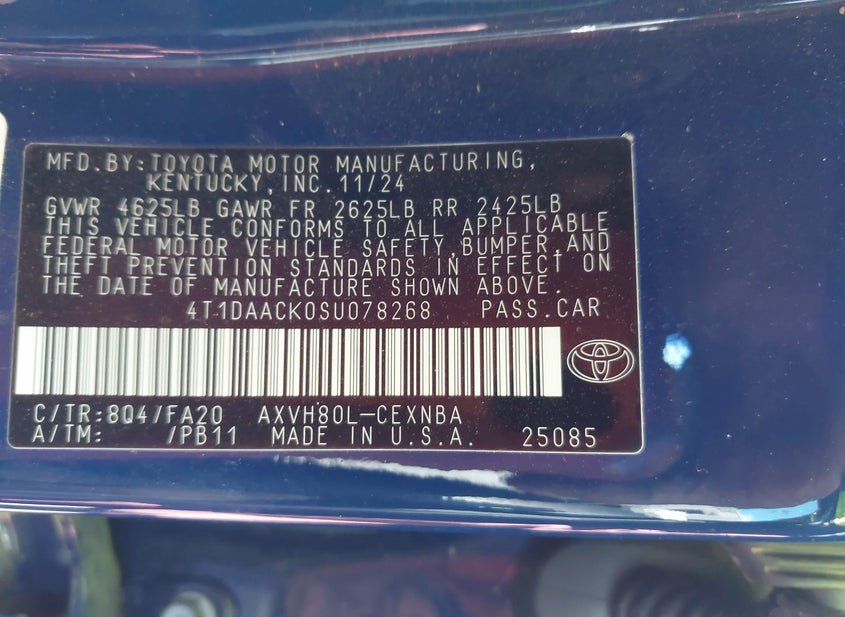 MFD.BY:TOYOTA MOTOR MANUFACTURING,
KENTUCKY,INC.11/24
GVWR 4625LB GAWR FR 2625LB RR 2425LB
THIS VEHICLE CONFORMS TO ALL APPLICABLE
FEDERAL MOTOR VEHICLE SAFETY,BUMPER,AND
THEFT PREVENTION STANDARDS IN EFFECT ON
THE DATE OF MANUFACTURE SHOWN ABOVE.
4T1DAACK0SU078268 PASS.CAR
C/TR:8Q4/FA20 AXVH80L-CEXNBA
A/TM: /PB11 MADE IN U.S.A. 25085